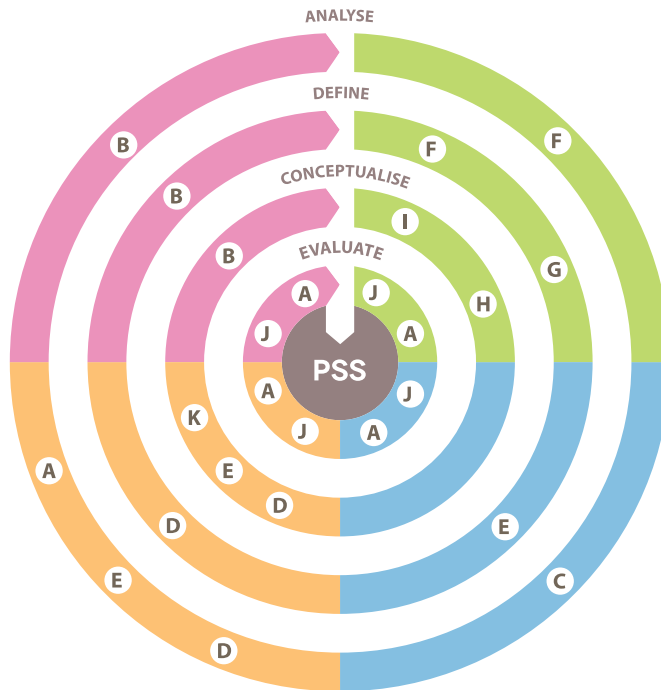 ANALYSE
B
F
DEFINE
B
F
G
CONCEPTUALISE
B
I
H
EVALUATE
A
J
J
A
PSS
A
J
J
A
K
E
D
D
E
A
E
D
C